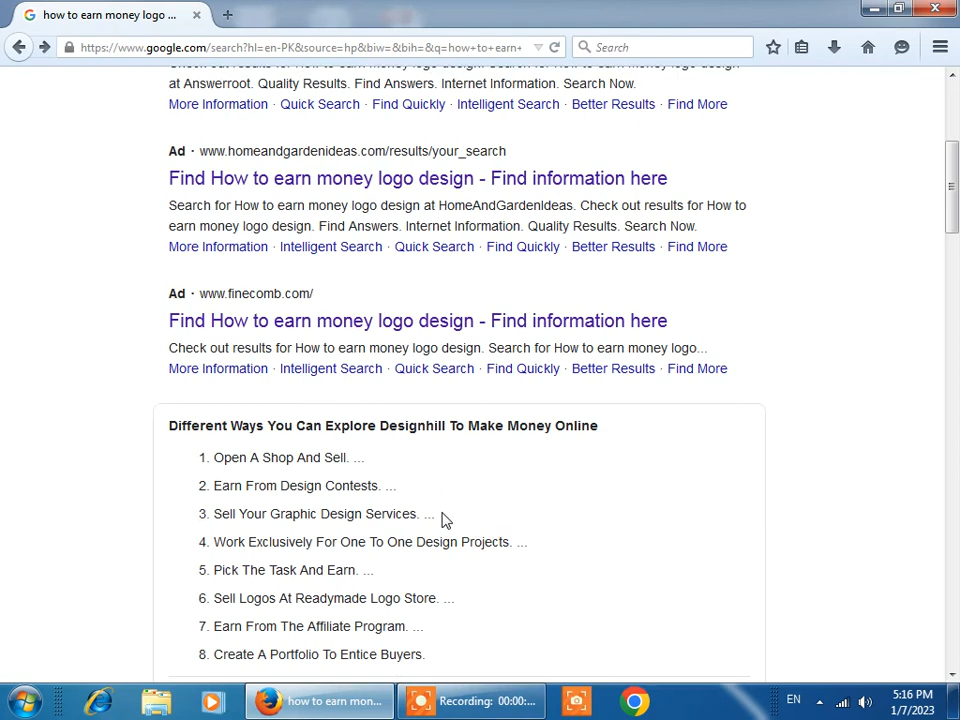 how to earn money logo ...
https://www.google.com/search?hl=en-PK&source=hp&biw=&bih=&q=how+to+earn+
Search
at Answerroot. Quality Results. Find Answers. Internet Information. Search Now.
More Information · Quick Search · Find Quickly · Intelligent Search · Better Results · Find More
Ad · www.homeandgardenideas.com/results/your_search
Find How to earn money logo design - Find information here
Search for How to earn money logo design at HomeAndGardenIdeas. Check out results for How to
earn money logo design. Find Answers. Internet Information. Quality Results. Search Now.
More Information · Intelligent Search · Quick Search · Find Quickly · Better Results · Find More
Ad · www.finecomb.com/
Find How to earn money logo design - Find information here
Check out results for How to earn money logo design. Search for How to earn money logo...
More Information · Intelligent Search · Quick Search · Find Quickly · Better Results · Find More
Different Ways You Can Explore Designhill To Make Money Online
1. Open A Shop And Sell. ...
2. Earn From Design Contests. ...
3. Sell Your Graphic Design Services. ...
4. Work Exclusively For One To One Design Projects. ...
5. Pick The Task And Earn. ...
6. Sell Logos At Readymade Logo Store. ...
7. Earn From The Affiliate Program. ...
8. Create A Portfolio To Entice Buyers.
how to earn mon...
Recording: 00:00:...
EN
5:16 PM
1/7/2023